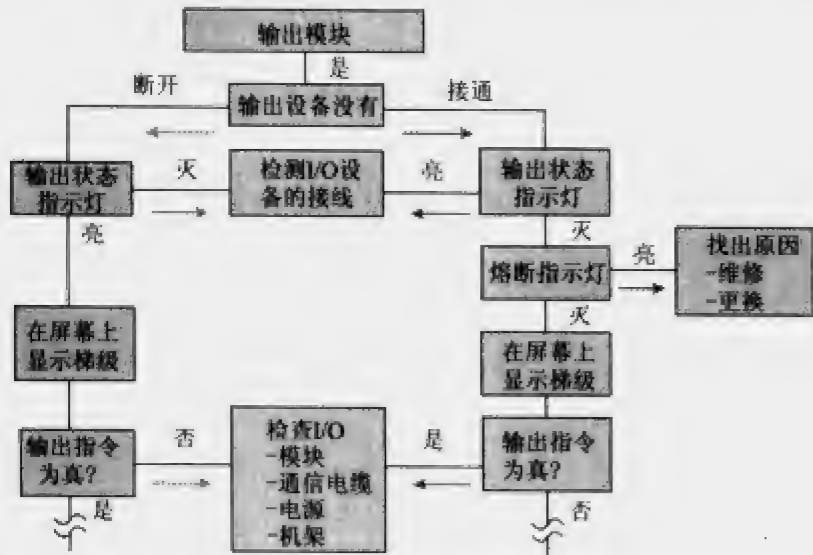 输出模块
是
断开
输出设备没有
接通
输出状态
指示灯
灭
检测I/O设
备的接线
亮
输出状态
指示灯
亮
灭
熔断指示灯
亮
找出原因
-维修
-更换
灭
在屏幕上
显示梯级
在屏幕上
显示梯级
输出指令
为真?
否
检查I/O
-模块
-通信电缆
-电源
-机架
是
输出指令
为真?
是
否